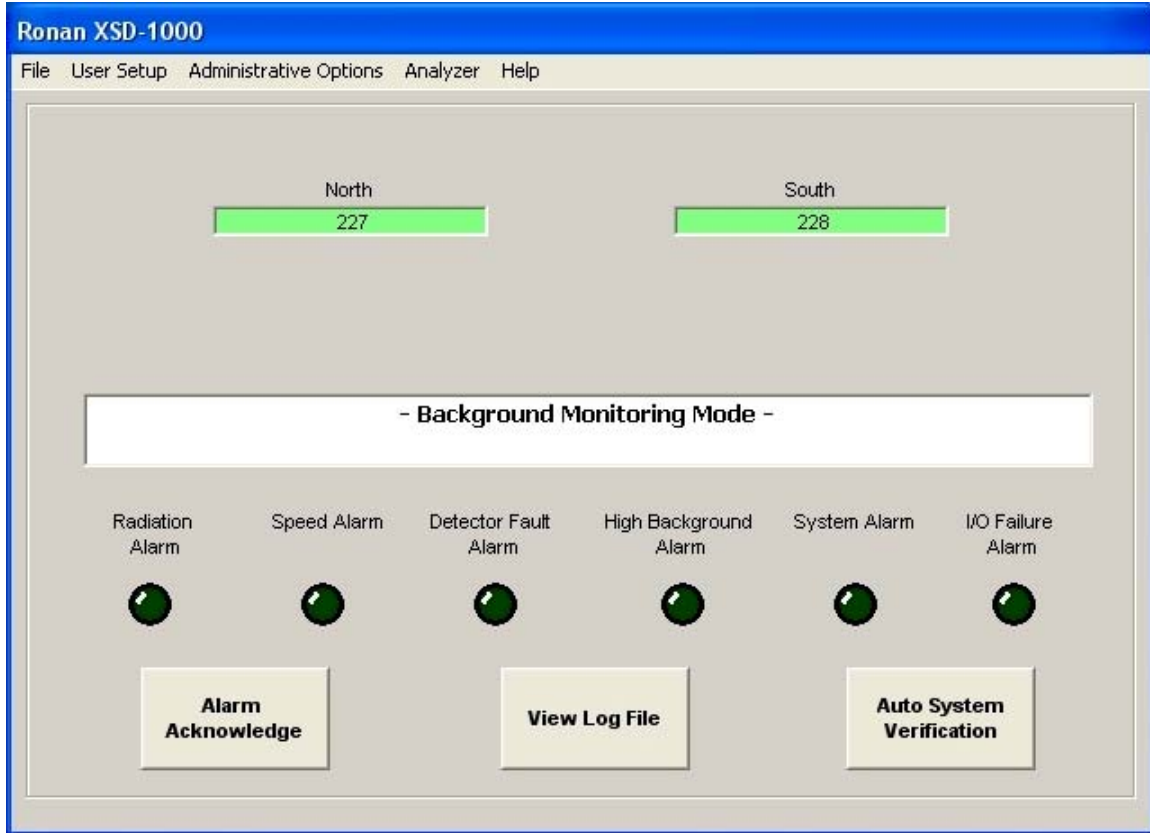 Ronan XSD-1000
File User Setup Administrative Options Analyzer Help
North South
227 228
- Background Monitoring Mode -
Radiation Alarm
Speed Alarm
Detector Fault Alarm
High Background Alarm
System Alarm
I/O Failure Alarm
Alarm Acknowledge
View Log File
Auto System Verification